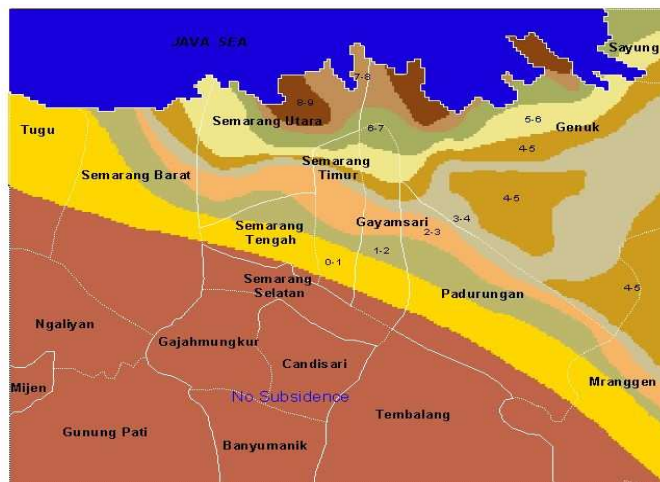 JAVA SEA
Sayung
7-8
8-9
Semarang Utara
6-7
5-6
Genuk
Tugu
4-5
Semarang
Timur
Semarang Barat
4-5
Gayamsari
3-4
2-3
Semarang
Tengah
1-2
0-1
Semarang
Selatan
4-5
Padurungan
Ngaliyan
Gajahmungkur
Candisari
Mranggen
Mijen
No Subsidence
Tembalang
Gunung Pati
Banyumanik